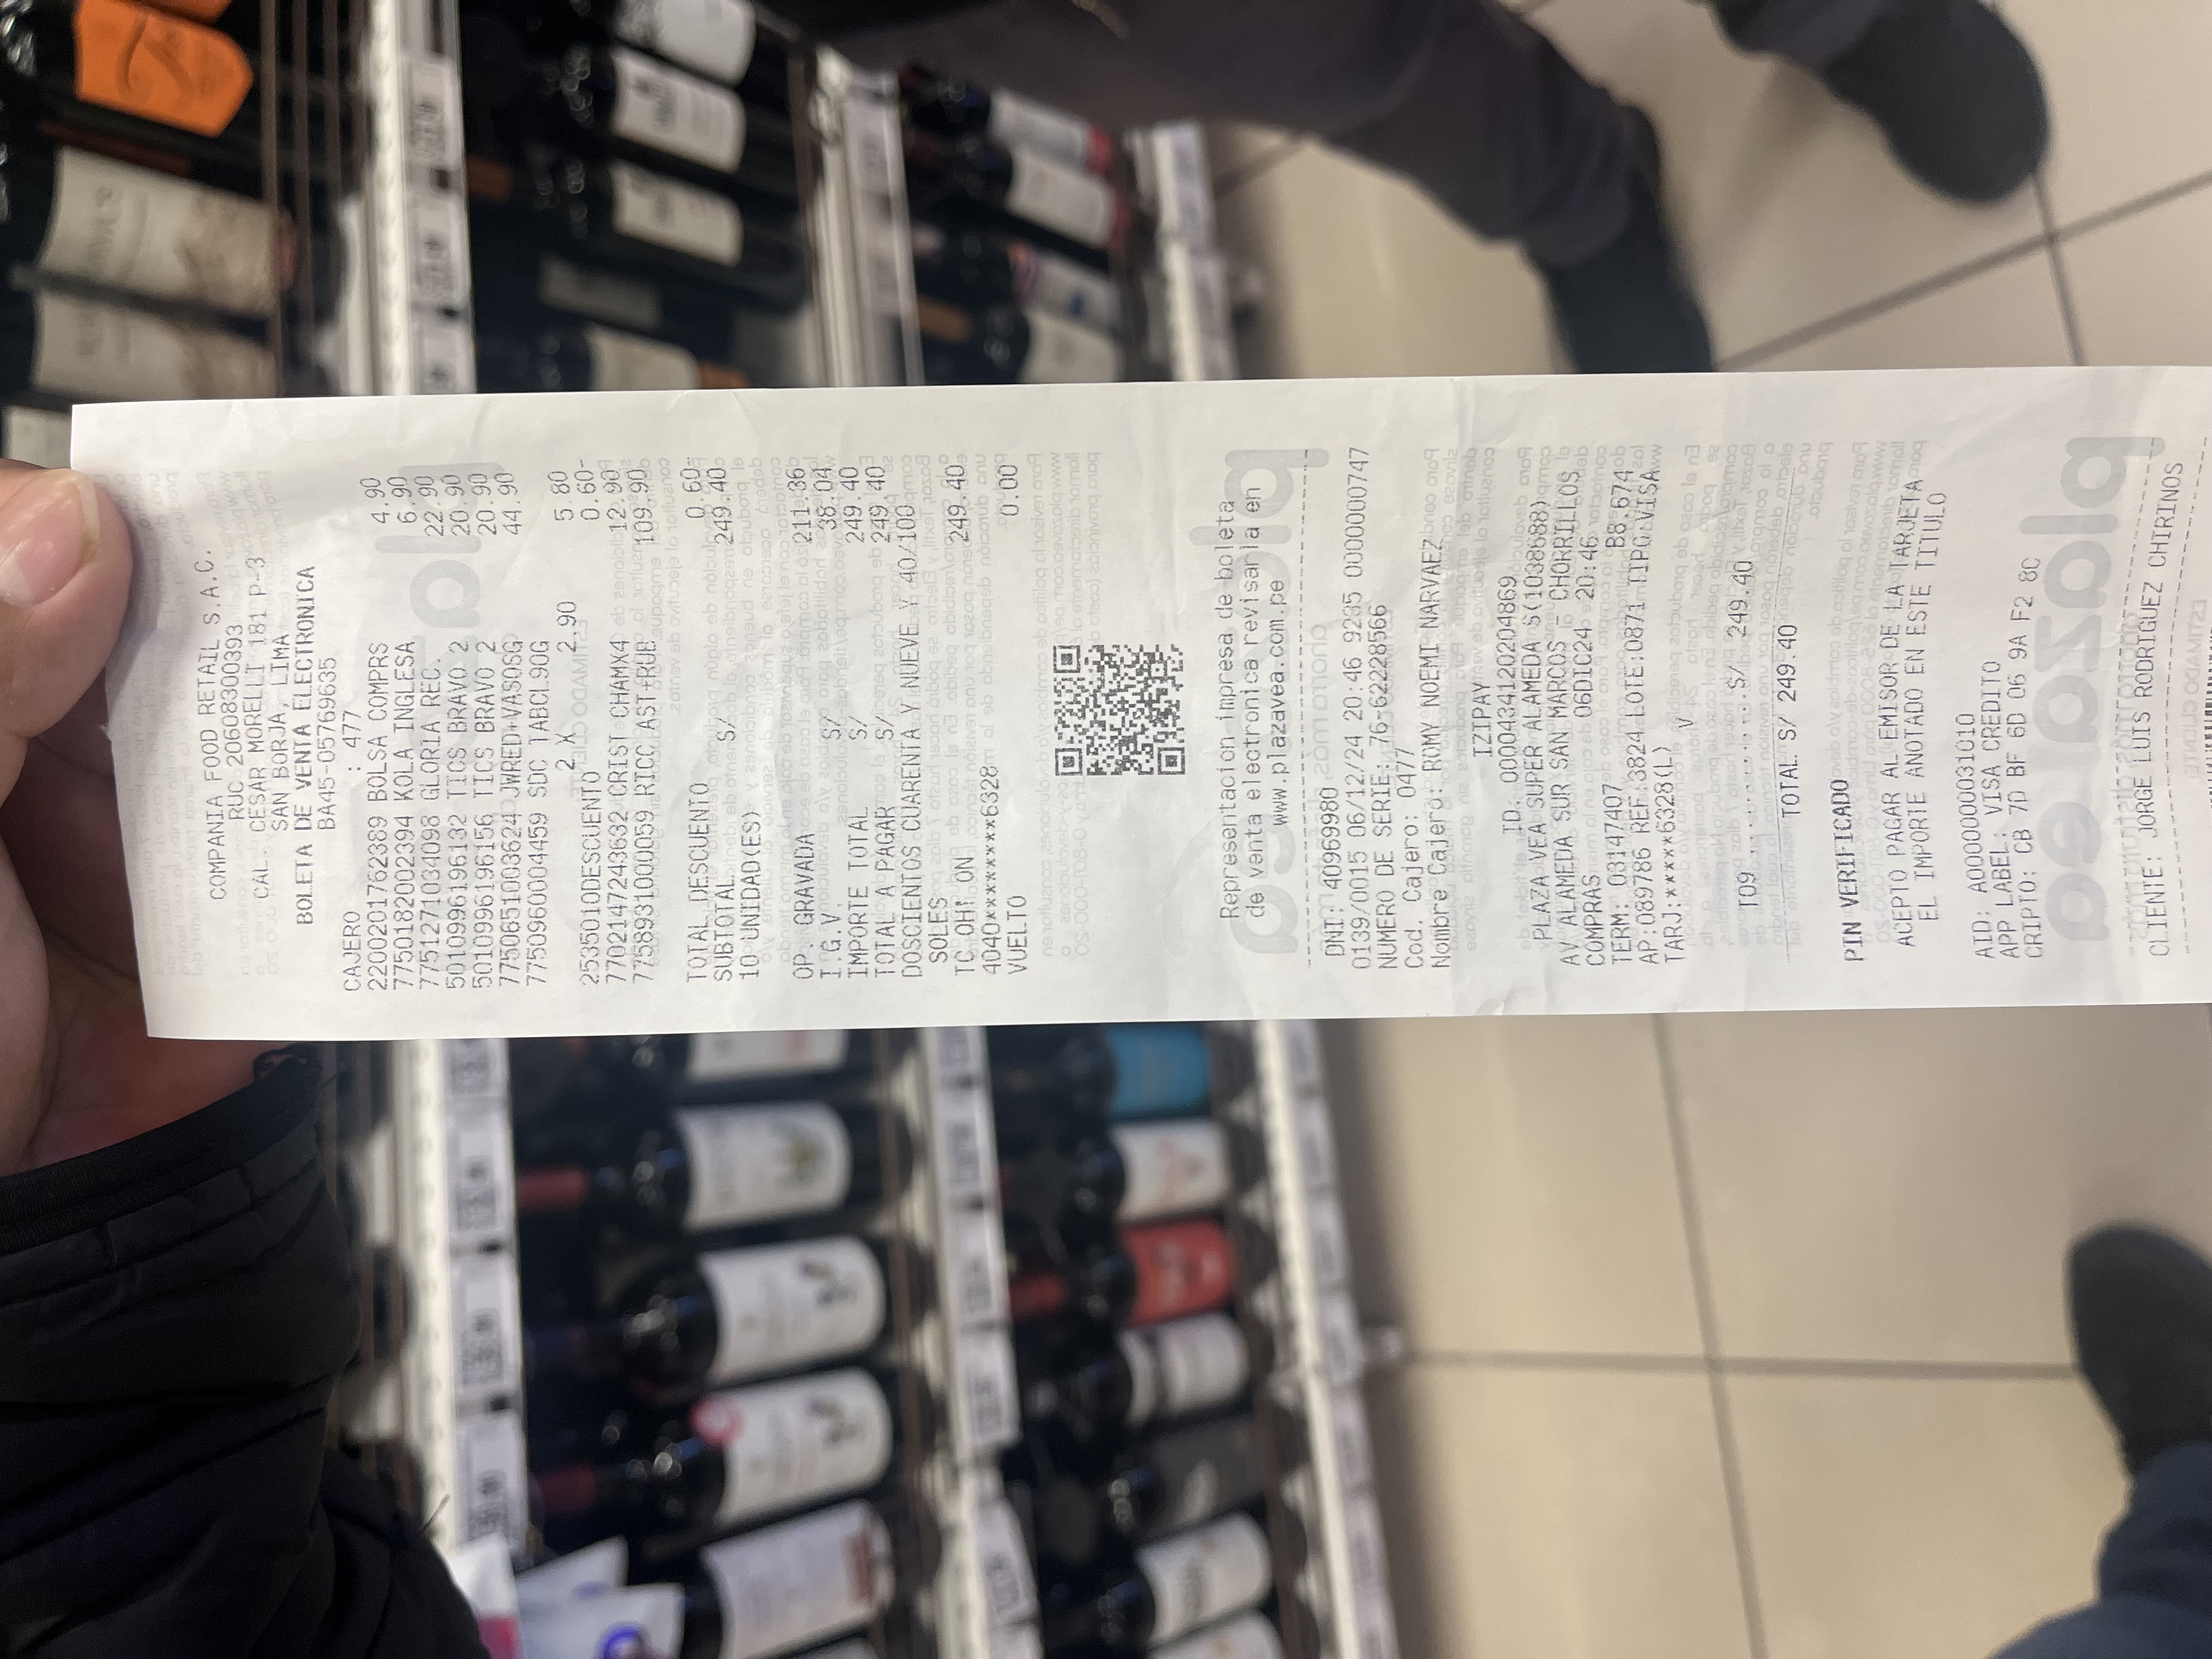 COMPANIA FOOD RETAIL S.A.C.
RUC 20608300393
CAL. CESAR MORELLI 181 P-3
SAN BORJA, LIMA
BOLETA DE VENTA ELECTRONICA
BA45-05769635
CAJERO : 477
2200201762389 BOLSA COMPRS 4.90
7750182002394 KOLA INGLESA 6.90
7751271034098 GLORIA REC. 22.90
5010996196132 TICS BRAVO 2 20.90
5010996196156 TICS BRAVO 2 20.90
7750651003624 JWRED+VASOSG 44.90
7750960004459 SDC TABCL90G
2 X 2.90 5.80
2535010DESCUENTO 0.60-
7702147243632 CRIST CHAMX4 12.90
7758931000059 RICC AST+RUB 109.90
TOTAL DESCUENTO 0.60-
SUBTOTAL S/ 249.40
10 UNIDAD(ES)
OP. GRAVADA 211.36
I.G.V. S/ 38.04
IMPORTE TOTAL S/ 249.40
TOTAL A PAGAR S/ 249.40
DOSCIENTOS CUARENTA Y NUEVE Y 40/100
SOLES
TC OH! ON 249.40
4040********6328
VUELTO 0.00
Representacion impresa de boleta
de venta electronica revisarla en
www.plazavea.com.pe
DNI: 40969980
0139/0015 06/12/24 20:46 9235 0000000747
NUMERO DE SERIE: 76-62228566
Cod. Cajero: 0477
Nombre Cajero: ROMY NOEMI NARVAEZ
IZIPAY
ID: 0000434120204869
PLAZA VEA SUPER ALAMEDA S(1038688)
AV ALAMEDA SUR SAN MARCOS - CHORRILLOS
COMPRAS 06DIC24 20:46
TERM: 03147407 B8.674
AP:089786 REF:3824 LOTE:0871 TIPO:VISA
TARJ:*****6328(L)
V
T09 .............S/ 249.40
TOTAL S/ 249.40
PIN VERIFICADO
ACEPTO PAGAR AL EMISOR DE LA TARJETA
EL IMPORTE ANOTADO EN ESTE TITULO
AID: A0000000031010
APP LABEL: VISA CREDITO
CRIPTO: CB 7D BF 6D 06 9A F2 8C
CLIENTE: JORGE LUIS RODRIGUEZ CHIRINOS